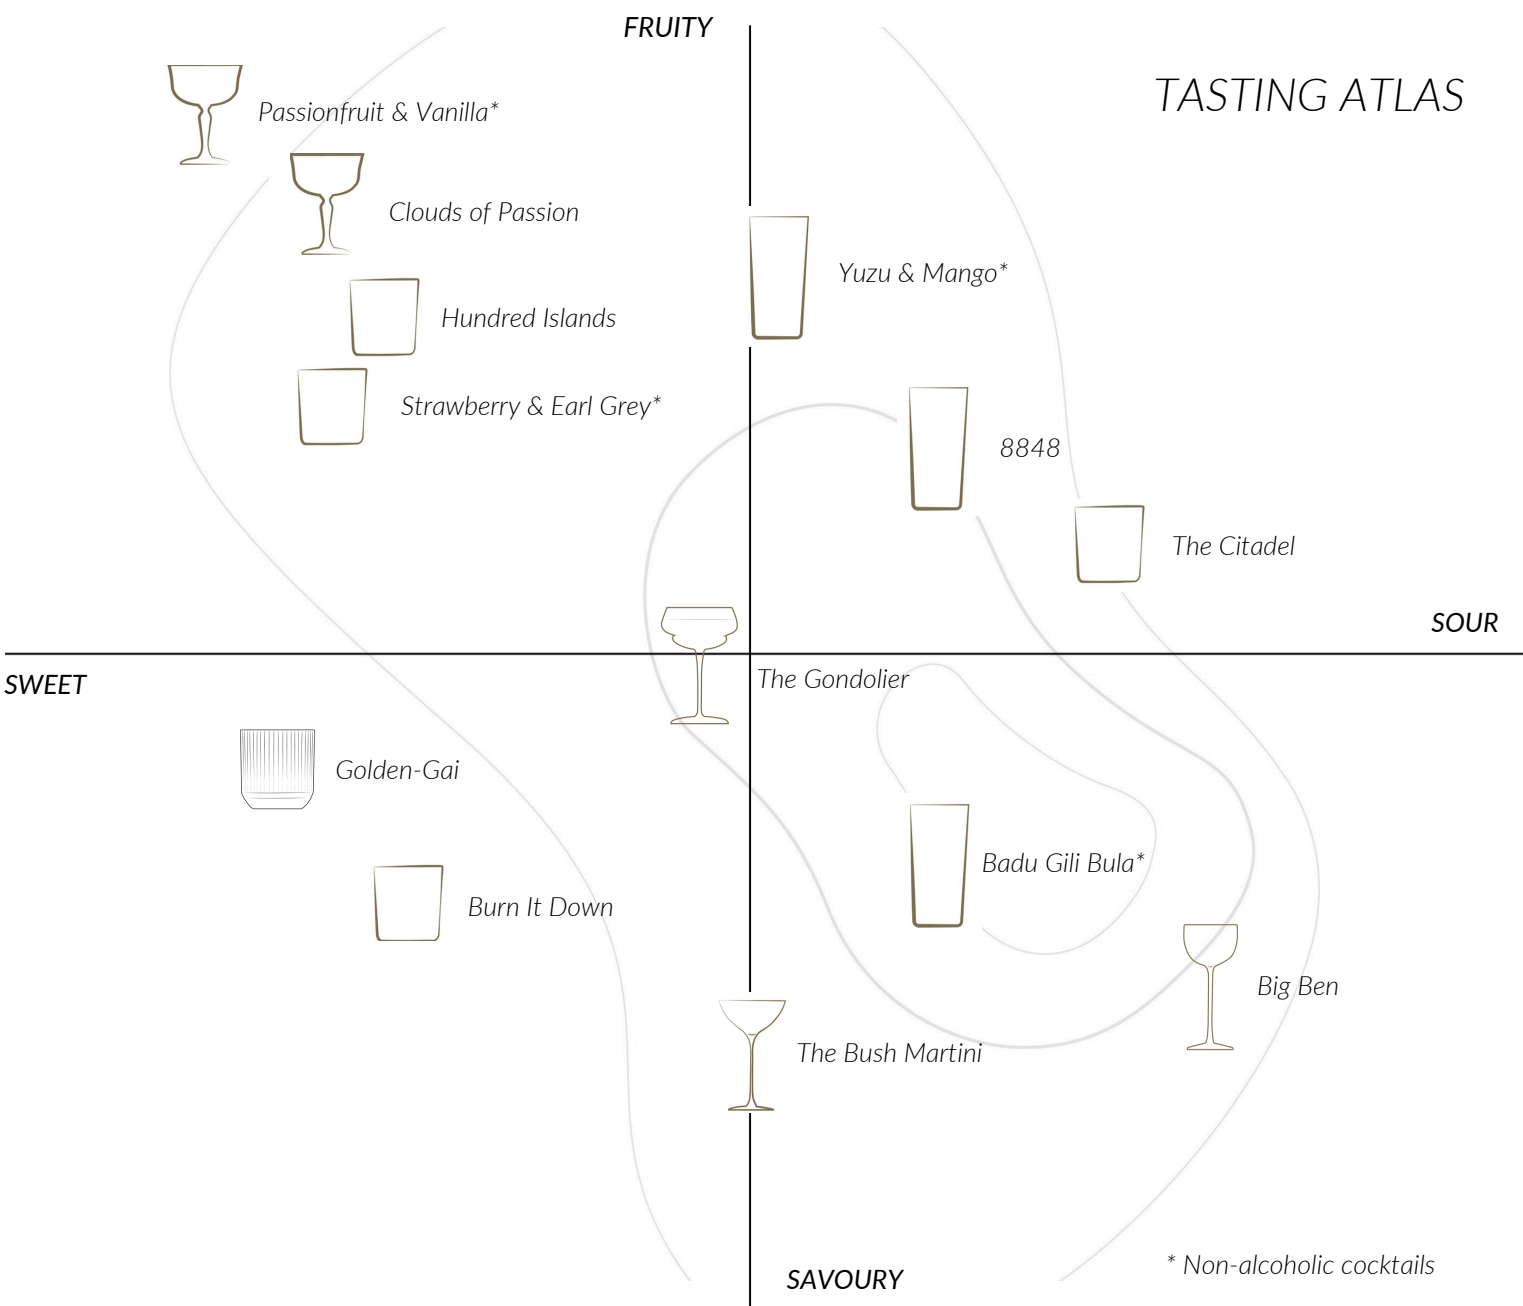 FRUITY
TASTING ATLAS
Passionfruit & Vanilla*
Clouds of Passion
Yuzu & Mango*
Hundred Islands
Strawberry & Earl Grey*
8848
The Citadel
SOUR
SWEET
The Gondolier
Golden-Gai
Badu Gili Bula*
Burn It Down
Big Ben
The Bush Martini
* Non-alcoholic cocktails
SAVOURY